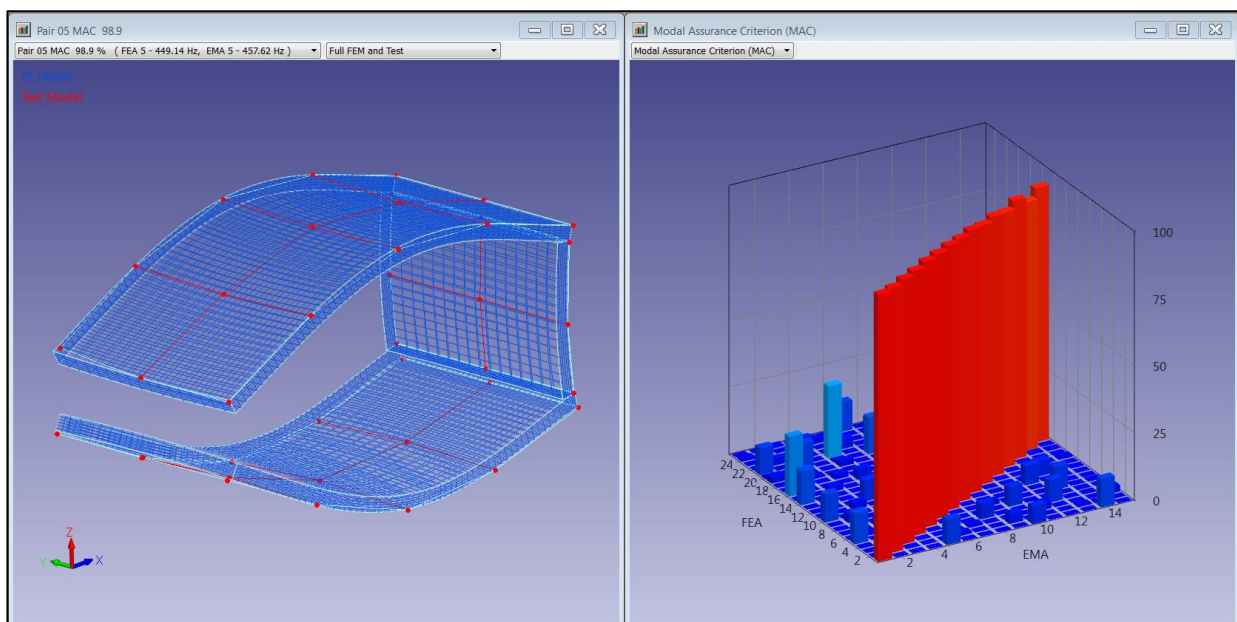 Pair 05 MAC 98.9
Pair 05 MAC 98.9 % ( FEA 5 - 449.14 Hz, EMA 5 - 457.62 Hz )
Full FEM and Test
FE Model
Test Model
Z
Y
X
Modal Assurance Criterion (MAC)
Modal Assurance Criterion (MAC)
100
75
50
25
0
24
22
20
18
16
14
12
10
8
6
4
2
FEA
2
4
6
8
10
12
14
EMA